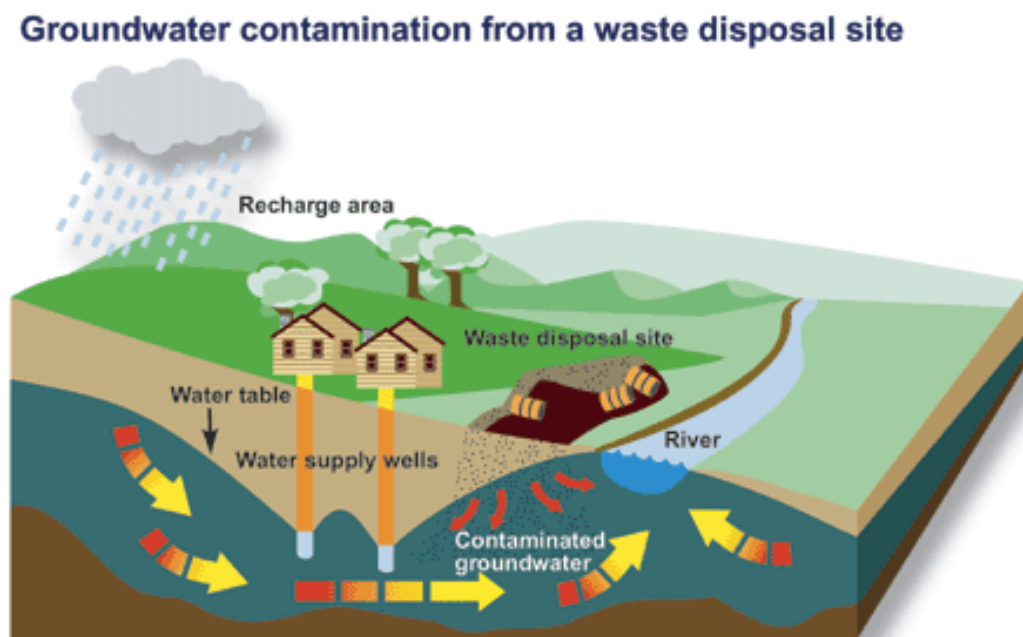 Groundwater contamination from a waste disposal site
Recharge area
Waste disposal site
Water table
River
Water supply wells
Contaminated
groundwater